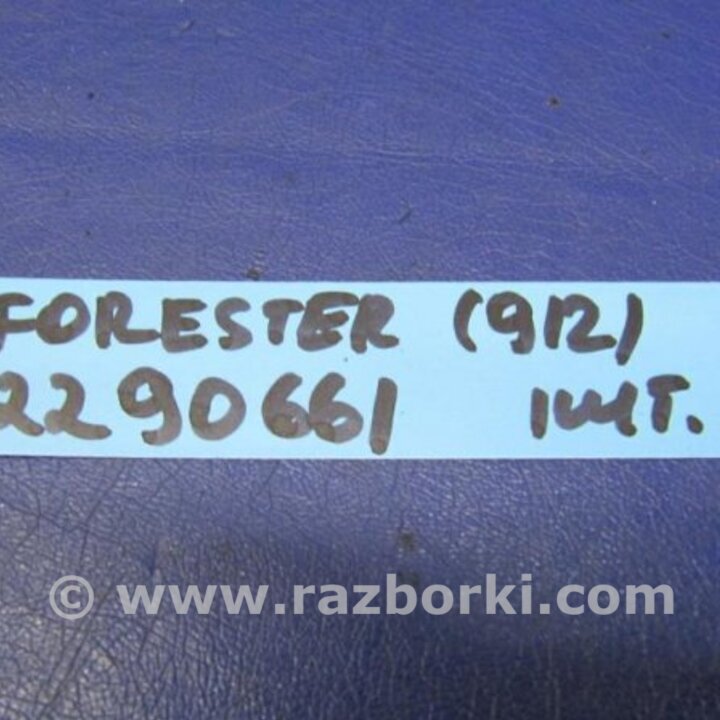 FORESTER (912)
2290661 1шт.
© www.razborki.com